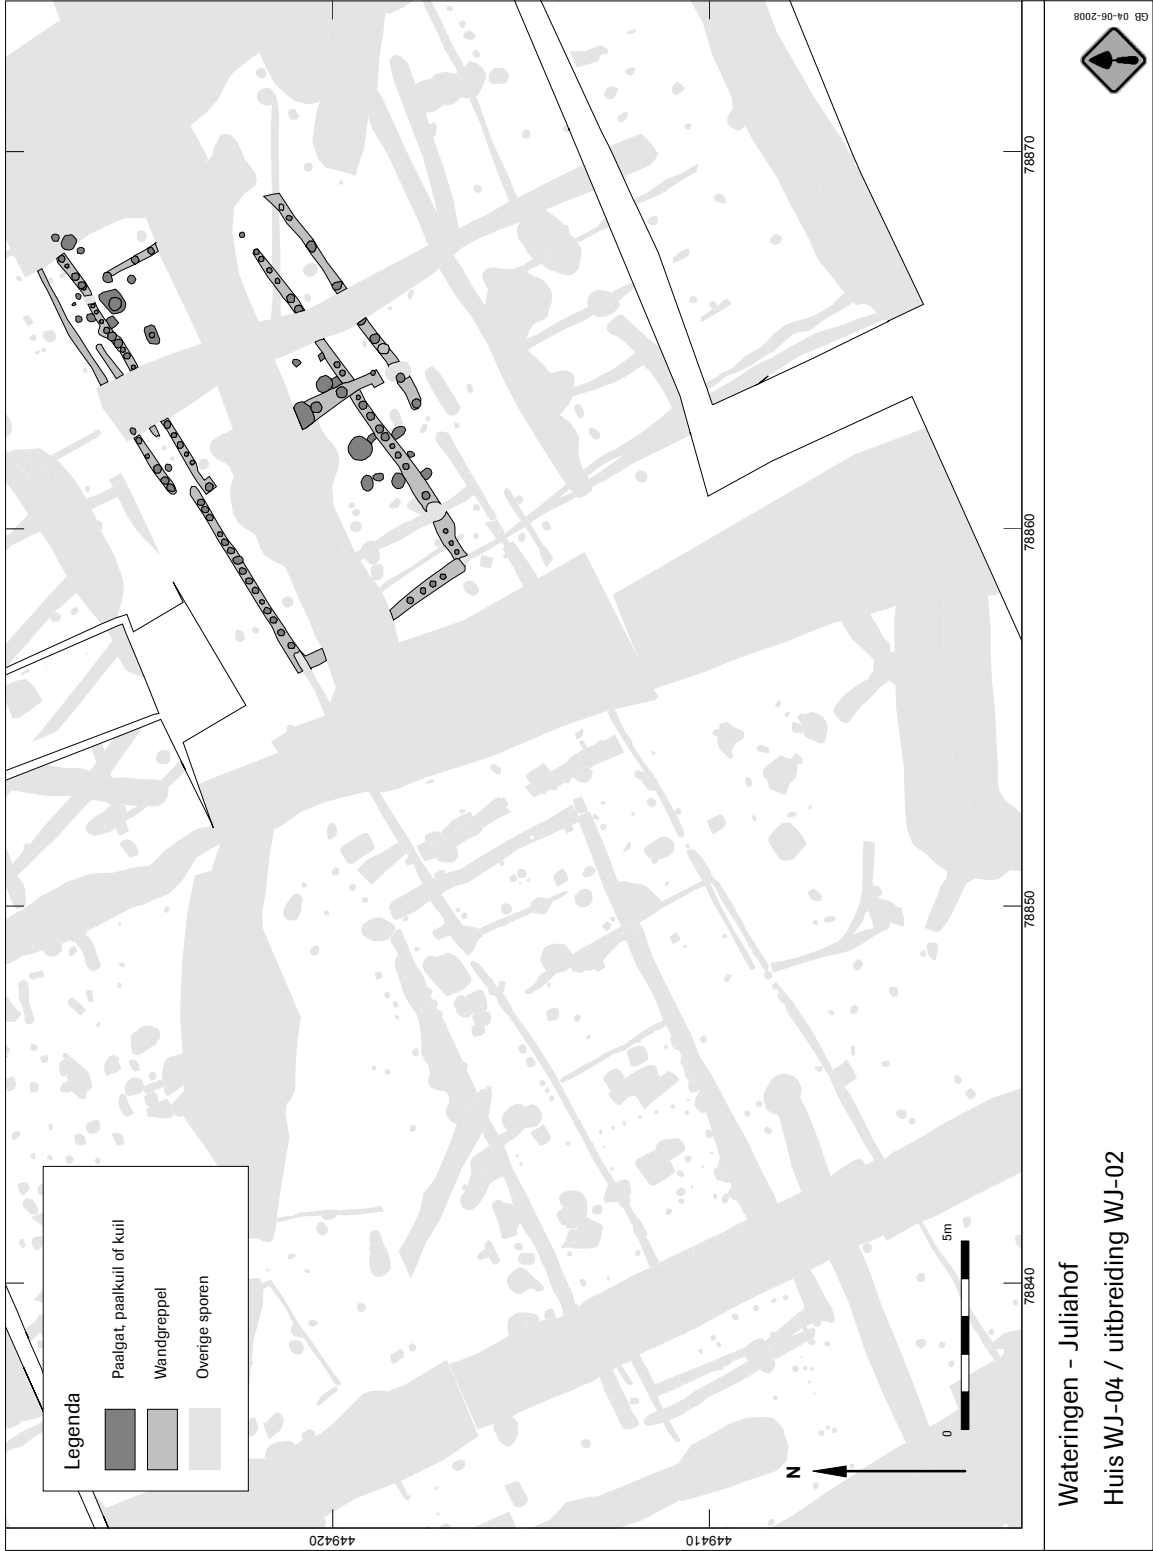 Legenda
Paalgat, paalkuil of kuil
Wandgreppel
Overige sporen
N
0
5m
78840
78850
78860
78870
449420
449410
Wateringen - Juliahof
Huis WJ-04 / uitbreiding WJ-02
GB 04-06-2008